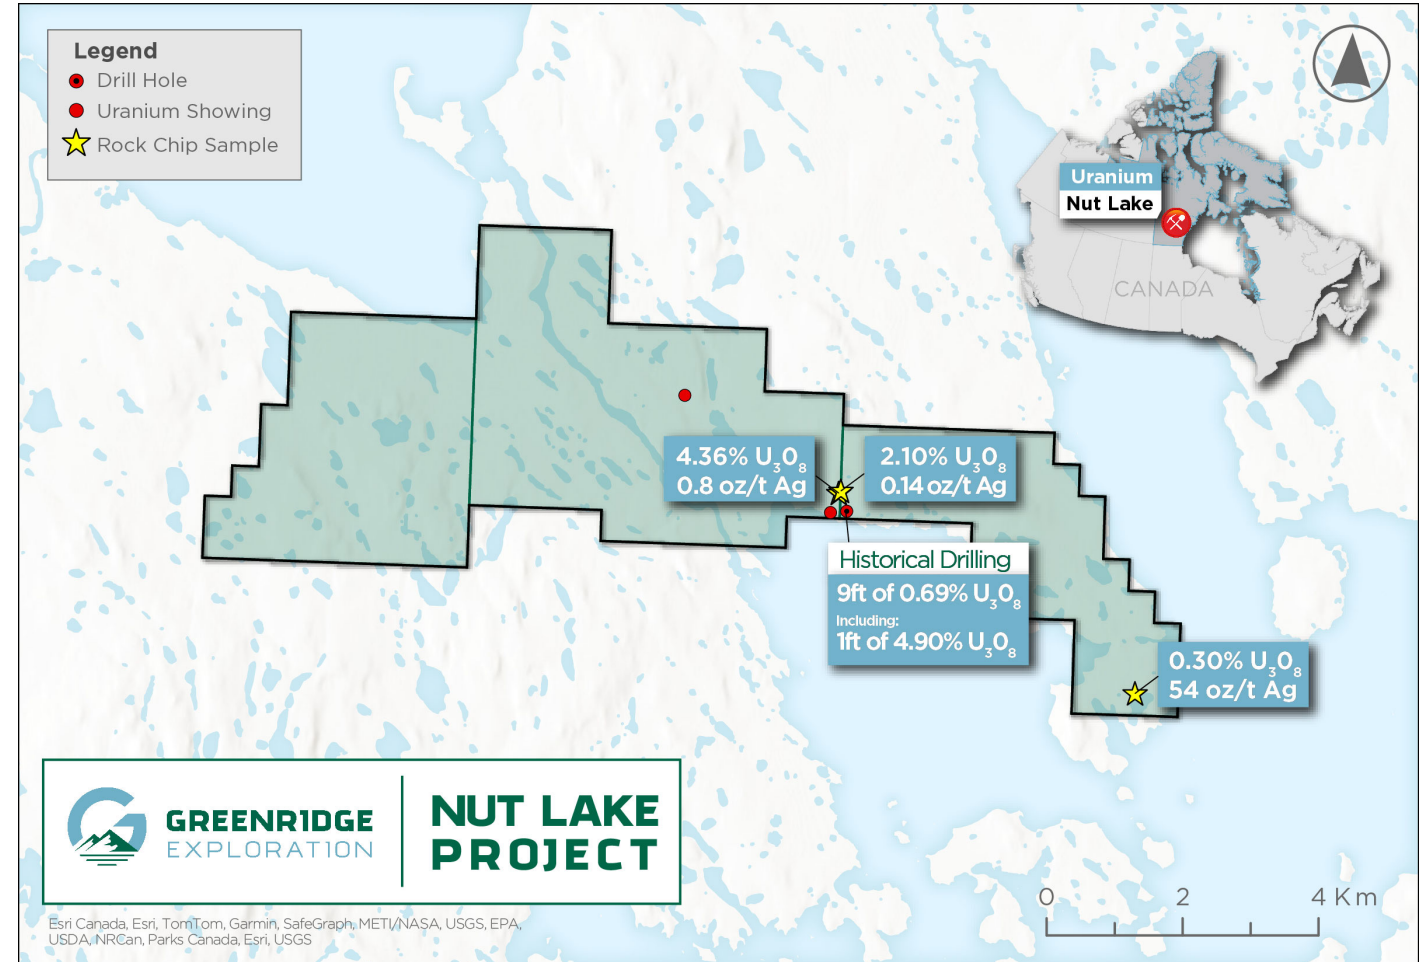 Legend
Drill Hole
Uranium Showing
Rock Chip Sample
Uranium
Nut Lake
CANADA
4.36% U₃O₈
0.8 oz/t Ag
2.10% U₃O₈
0.14 oz/t Ag
Historical Drilling
9ft of 0.69% U₃O₈
Including:
1ft of 4.90% U₃O₈
0.30% U₃O₈
54 oz/t Ag
GREENRIDGE
EXPLORATION
NUT LAKE
PROJECT
0 2 4 Km
Esri Canada, Esri, TomTom, Garmin, SafeGraph, METI/NASA, USGS, EPA,
USDA, NRCan, Parks Canada, Esri, USGS